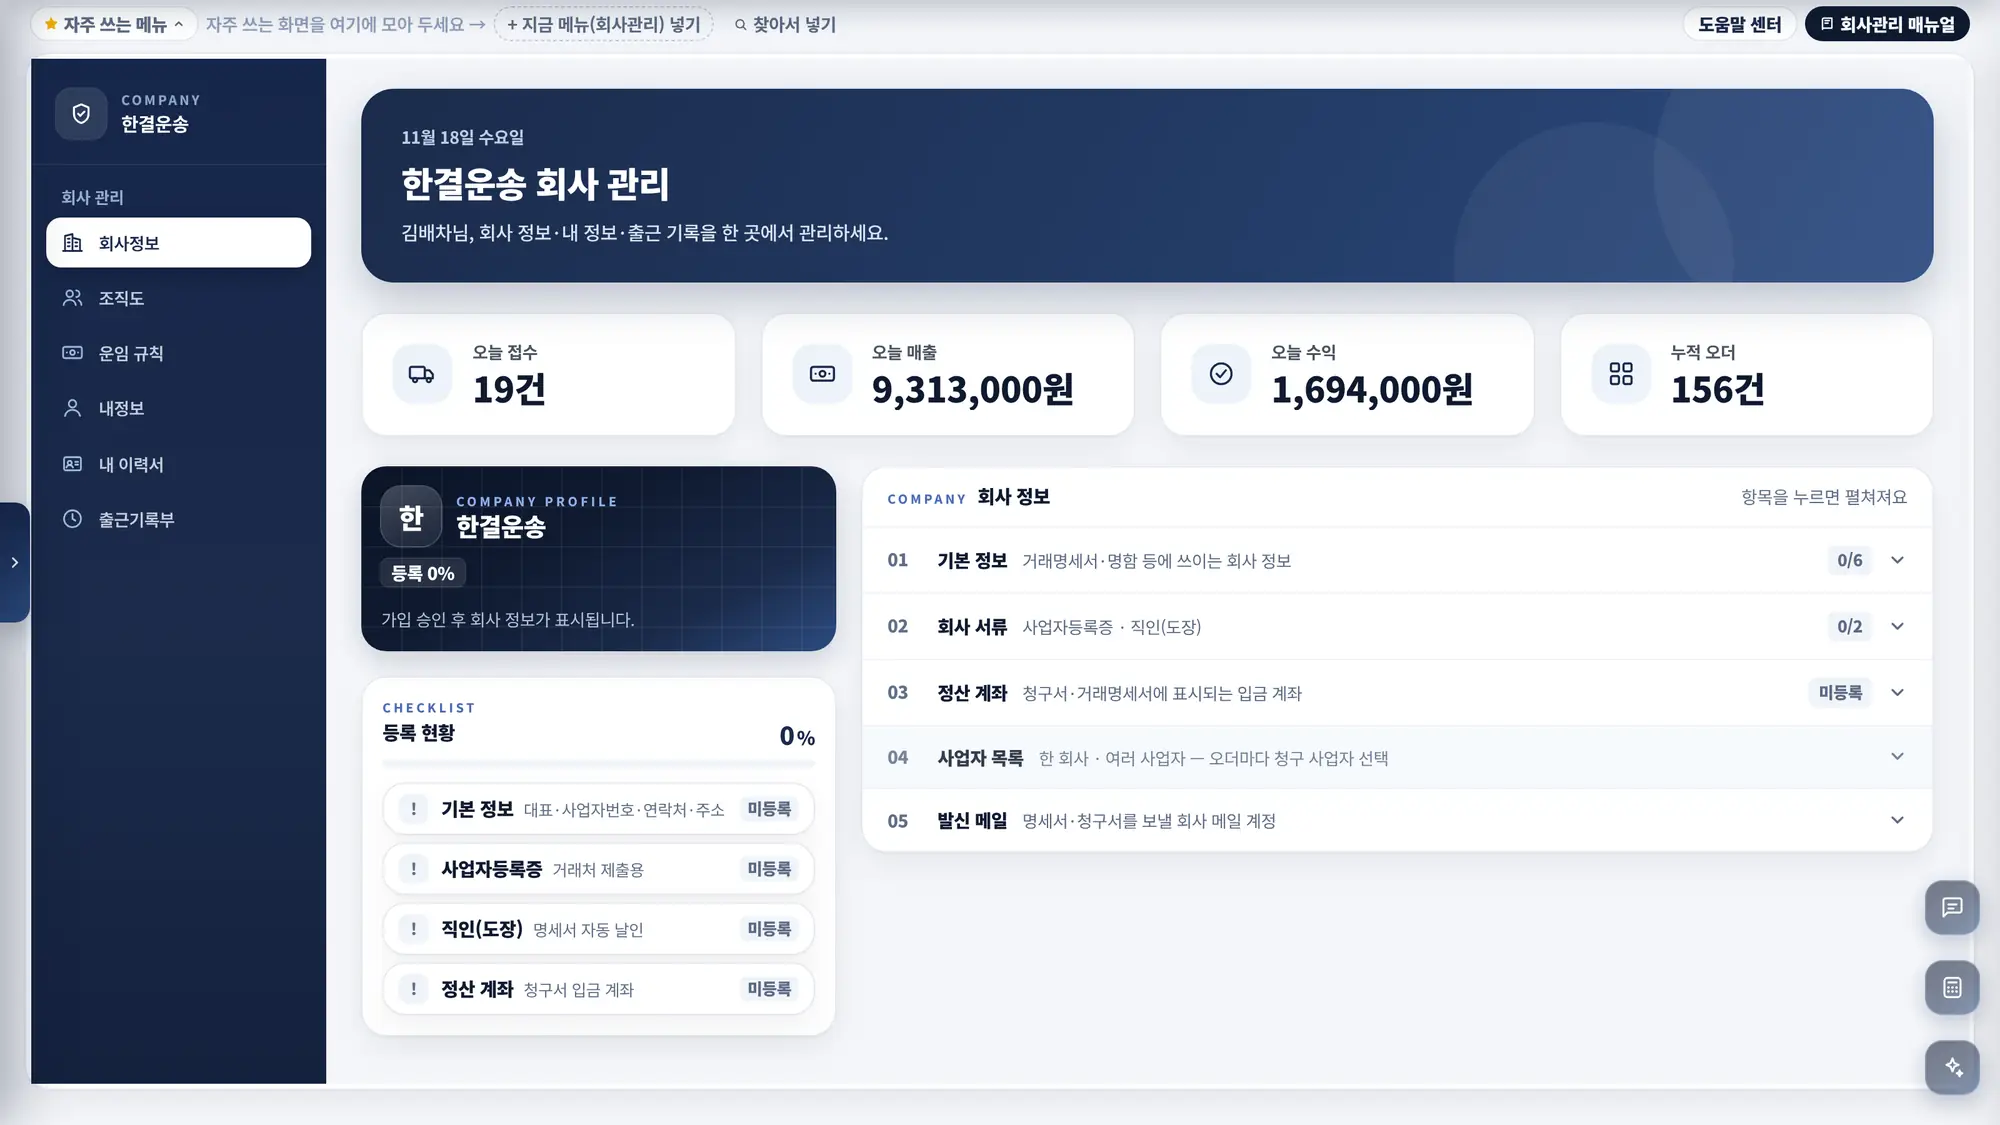 자주 쓰는 메뉴
자주 쓰는 화면을 여기에 모아 두세요 →
+ 지금 메뉴(회사관리) 넣기
찾아서 넣기
도움말 센터
회사관리 매뉴얼
COMPANY
한결운송
회사 관리
회사정보
조직도
운임 규칙
내정보
내 이력서
출근기록부
11월 18일 수요일
한결운송 회사 관리
김배차님, 회사 정보·내 정보·출근 기록을 한 곳에서 관리하세요.
오늘 접수
19건
오늘 매출
9,313,000원
오늘 수익
1,694,000원
누적 오더
156건
한
COMPANY PROFILE
한결운송
등록 0%
가입 승인 후 회사 정보가 표시됩니다.
CHECKLIST
등록 현황
0%
! 기본 정보 대표·사업자번호·연락처·주소 미등록
! 사업자등록증 거래처 제출용 미등록
! 직인(도장) 명세서 자동 날인 미등록
! 정산 계좌 청구서 입금 계좌 미등록
COMPANY 회사 정보 항목을 누르면 펼쳐져요
01 기본 정보 거래명세서·명함 등에 쓰이는 회사 정보 0/6
02 회사 서류 사업자등록증 · 직인(도장) 0/2
03 정산 계좌 청구서·거래명세서에 표시되는 입금 계좌 미등록
04 사업자 목록 한 회사 · 여러 사업자 — 오더마다 청구 사업자 선택
05 발신 메일 명세서·청구서를 보낼 회사 메일 계정